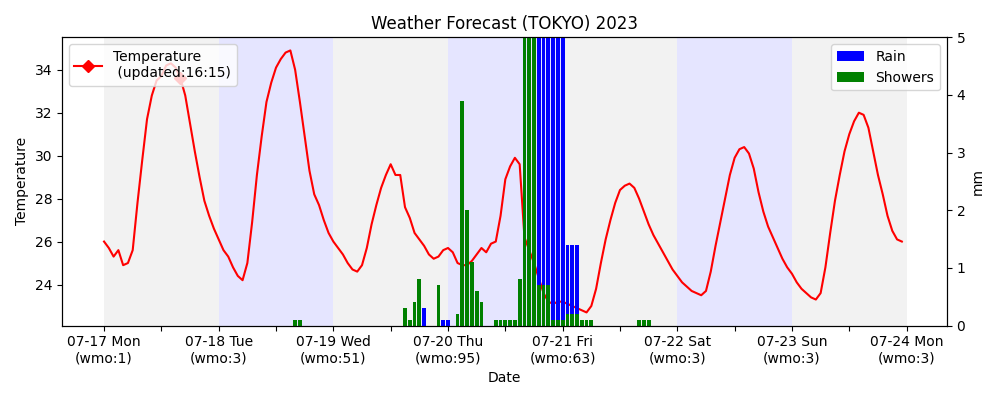 Weather Forecast (TOKYO) 2023
Temperature
(updated:16:15)
Rain
Showers
Temperature
34
32
30
28
26
24
5
4
3
2
1
0
mm
07-17 Mon
(wmo:1)
07-18 Tue
(wmo:3)
07-19 Wed
(wmo:51)
07-20 Thu
(wmo:95)
07-21 Fri
(wmo:63)
07-22 Sat
(wmo:3)
07-23 Sun
(wmo:3)
07-24 Mon
(wmo:3)
Date